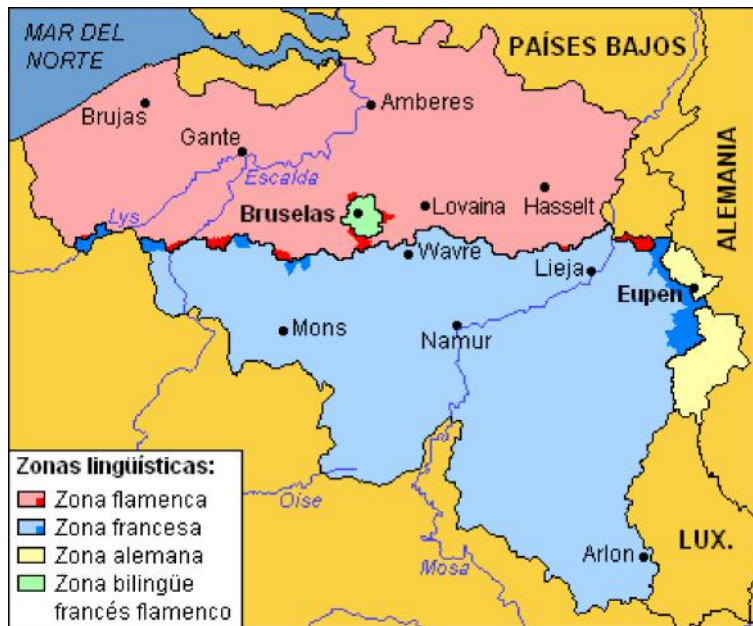 MAR DEL
NORTE
PAÍSES BAJOS
Brujas
Amberes
Gante
Escalda
ALEMANIA
Lys
Bruselas
Lovaina
Hasselt
Wavre
Lieja
Eupen
Mons
Namur
Zonas lingüísticas:
Zona flamenca
Zona francesa
Zona alemana
Zona bilingüe
francés flamenco
Oise
Mosa
Arlon
LUX.